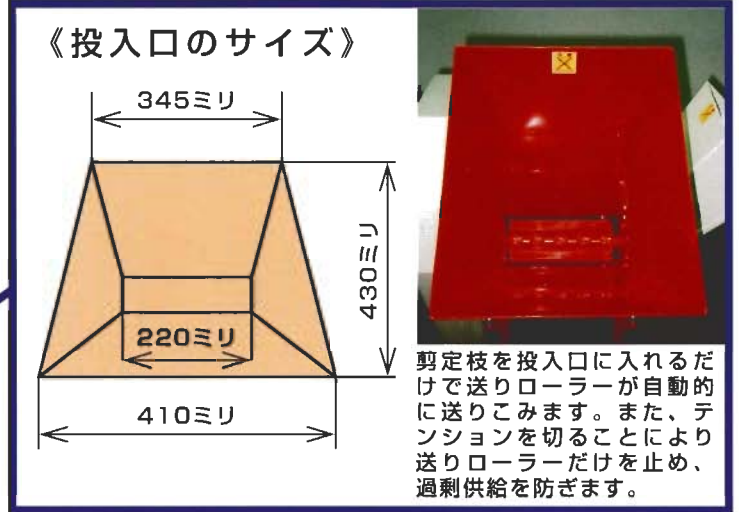 《投入口のサイズ》
345ミリ
430ミリ
220ミリ
410ミリ
剪定枝を投入口に入れるだ
けで送りローラーが自動的
に送りこみます。また、テ
ンションを切ることにより
送りローラーだけを止め、
過剰供給を防ぎます。